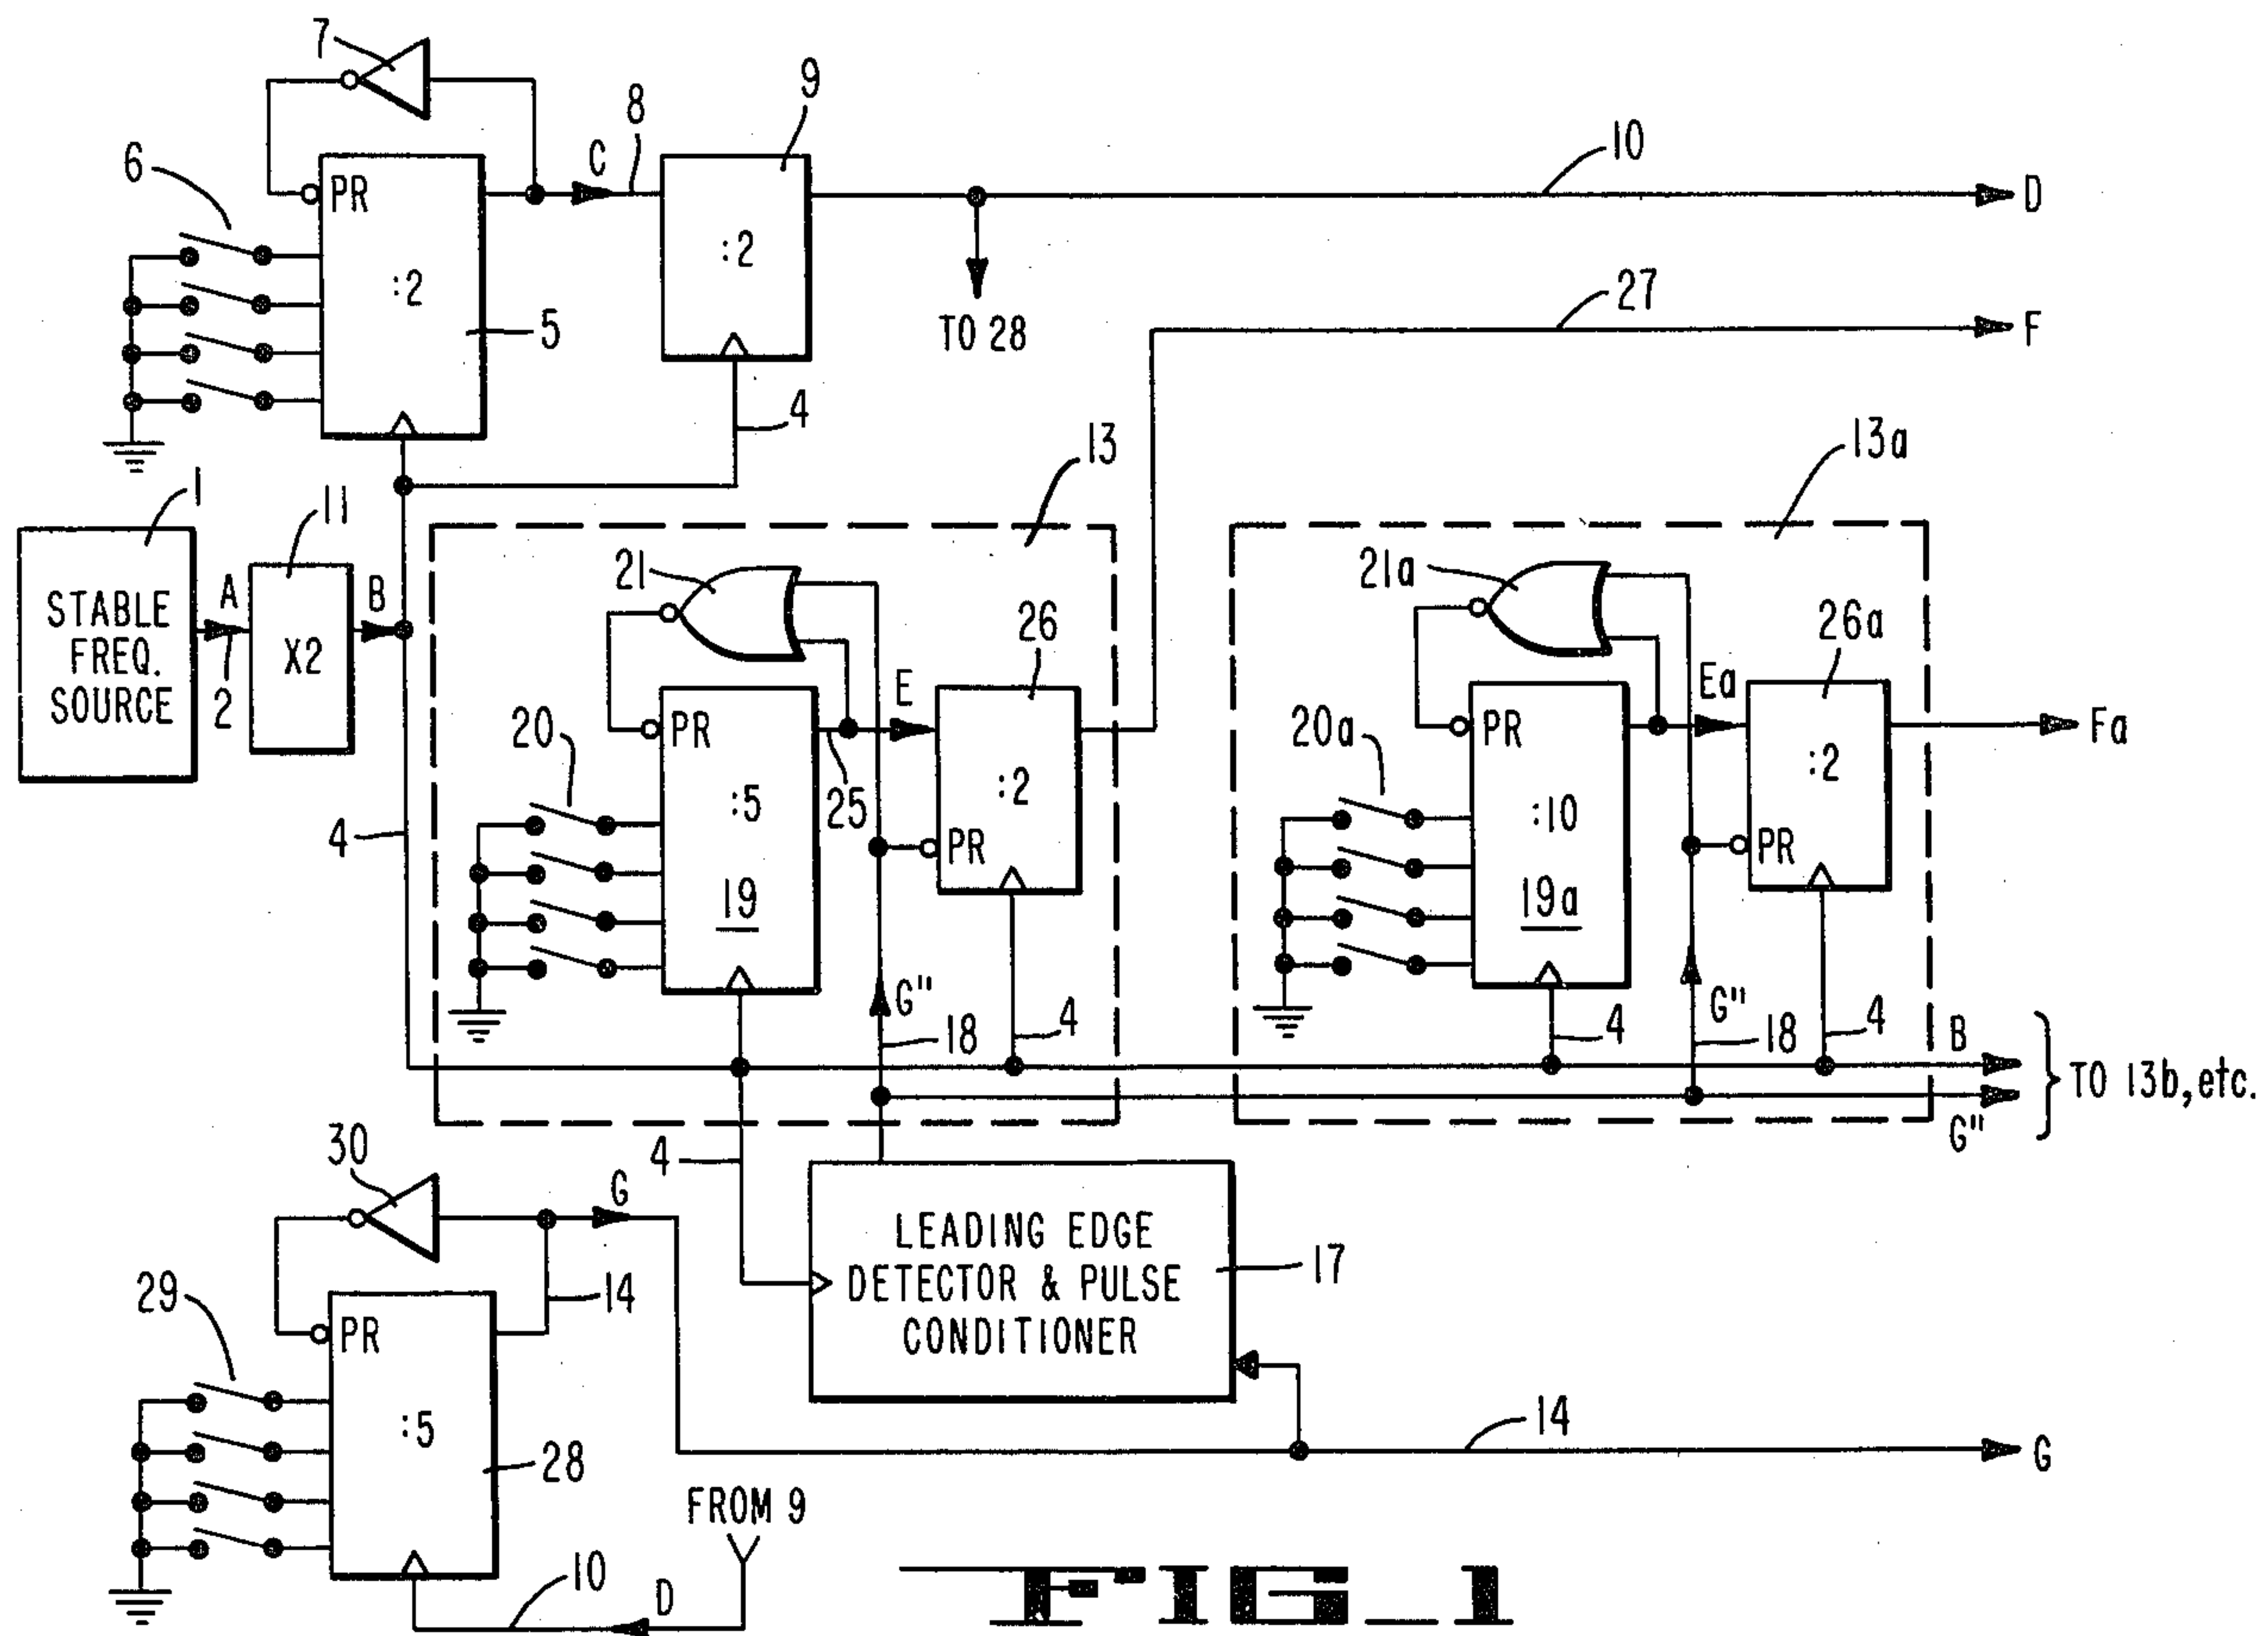 7
9
8
C
10
6
PR
D
:2
:2
27
5
TO 28
F
4
13
13a
1
11
21
21a
STABLE
FREQ.
SOURCE
A
B
X2
26
26a
2
E
Ea
20
PR
20a
PR
Fa
:2
:2
:5
25
:10
4
PR
PR
19
19a
G"
G"
4
4
4
18
18
B
TO 13b, etc.
G"
30
4
G
LEADING EDGE
DETECTOR & PULSE
CONDITIONER
17
29
14
PR
14
:5
28
G
FROM 9
10
D
FIG_1